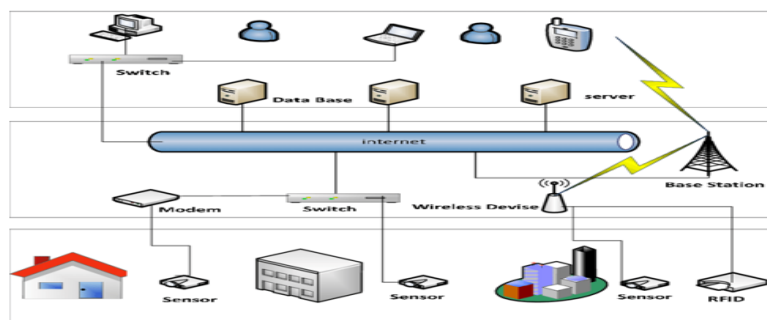 Switch
Data Base
server
internet
Base Station
Modem
Switch
Wireless Devise
Sensor
Sensor
Sensor
RFID